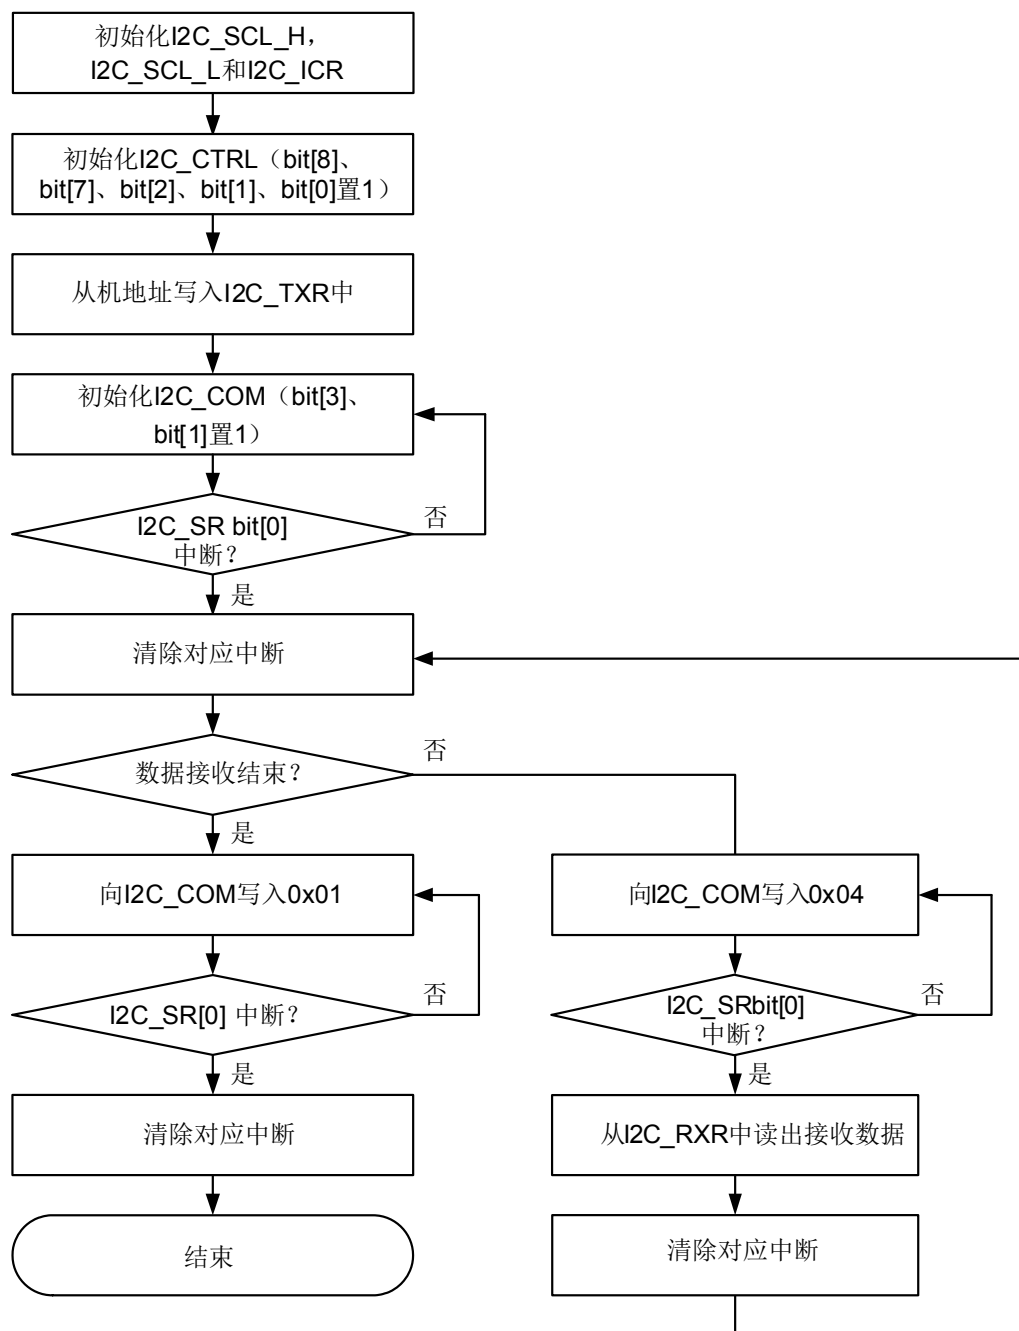 初始化I2C_SCL_H，
I2C_SCL_L和I2C_ICR
初始化I2C_CTRL（bit[8]、
bit[7]、bit[2]、bit[1]、bit[0]置1）
从机地址写入I2C_TXR中
初始化I2C_COM（bit[3]、
bit[1]置1）
I2C_SR bit[0]
中断？
否
是
清除对应中断
数据接收结束？
否
是
向I2C_COM写入0x01
I2C_SR[0] 中断？
否
是
清除对应中断
结束
向I2C_COM写入0x04
I2C_SRbit[0]
中断？
否
是
从I2C_RXR中读出接收数据
清除对应中断